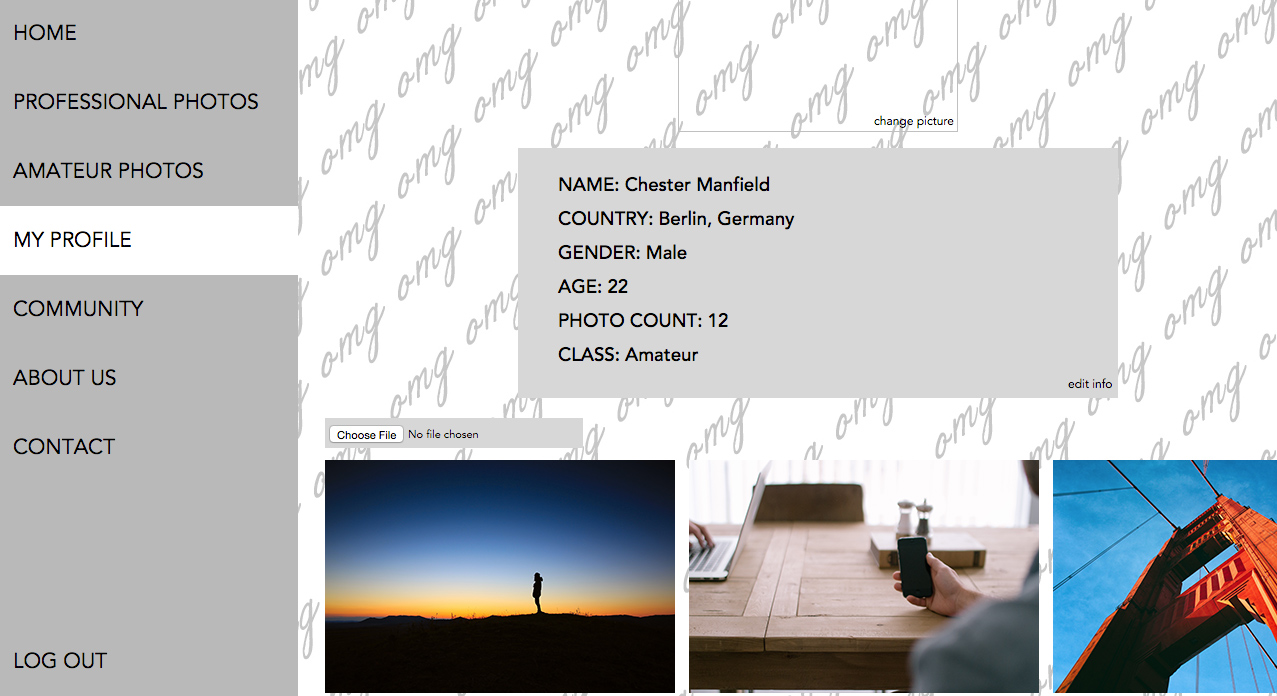 HOME
PROFESSIONAL PHOTOS
AMATEUR PHOTOS
MY PROFILE
COMMUNITY
ABOUT US
CONTACT
LOG OUT
omg
change picture
NAME: Chester Manfield
COUNTRY: Berlin, Germany
GENDER: Male
AGE: 22
PHOTO COUNT: 12
CLASS: Amateur
edit info
Choose File No file chosen